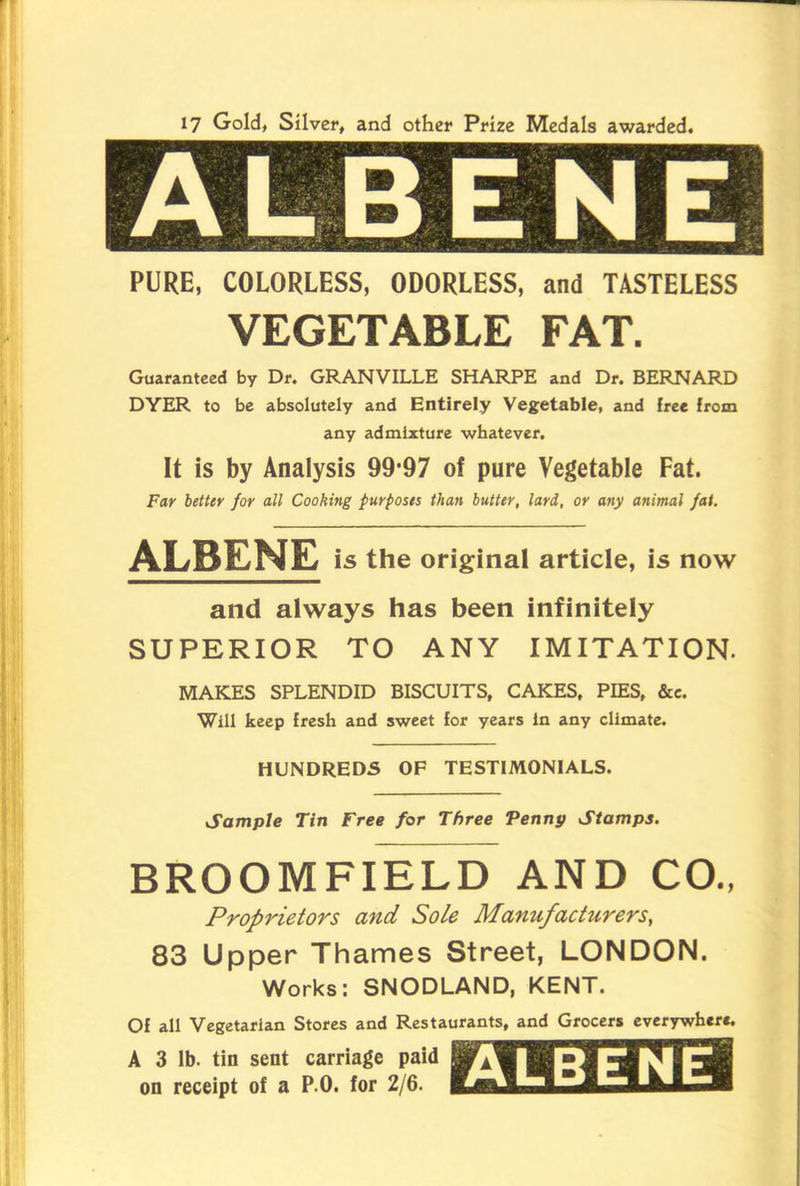 17 Gold, Silver, and other Prize Medals awarded.
ALBENE
PURE, COLORLESS, ODORLESS, and TASTELESS
VEGETABLE FAT.
Guaranteed by Dr. GRANVILLE SHARPE and Dr. BERNARD
DYER to be absolutely and Entirely Vegetable, and free from
any admixture whatever.
It is by Analysis 99·97 of pure Vegetable Fat.
Far better for all Cooking purposes than butter, lard, or any animal fat.
ALBENE is the original article, is now
and always has been infinitely
SUPERIOR TO ANY IMITATION.
MAKES SPLENDID BISCUITS, CAKES, PIES, &c.
Will keep fresh and sweet for years in any climate.
HUNDREDS OF TESTIMONIALS.
Sample Tin Free for Three Penny Stamps.
BROOMFIELD AND CO.,
Proprietors and Sole Manufacturers,
83 Upper Thames Street, LONDON.
Works: SNODLAND, KENT.
Of all Vegetarian Stores and Restaurants, and Grocers everywhere.
A 3 lb. tin sent carriage paid
on receipt of a P.O. for 2/6.
ALBENE